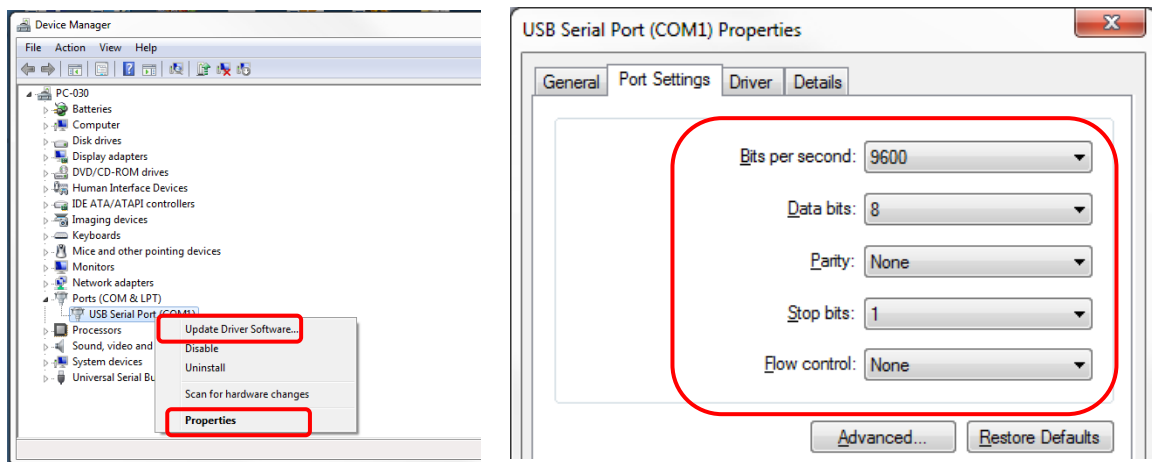 Device Manager
File Action View Help
PC-030
Batteries
Computer
Disk drives
Display adapters
DVD/CD-ROM drives
Human Interface Devices
IDE ATA/ATAPI controllers
Imaging devices
Keyboards
Mice and other pointing devices
Monitors
Network adapters
Ports (COM & LPT)
USB Serial Port (COM1)
Processors
Sound, video and
System devices
Universal Serial Bu
Update Driver Software...
Disable
Uninstall
Scan for hardware changes
Properties
USB Serial Port (COM1) Properties
General Port Settings Driver Details
Bits per second: 9600
Data bits: 8
Parity: None
Stop bits: 1
Flow control: None
Advanced... Restore Defaults